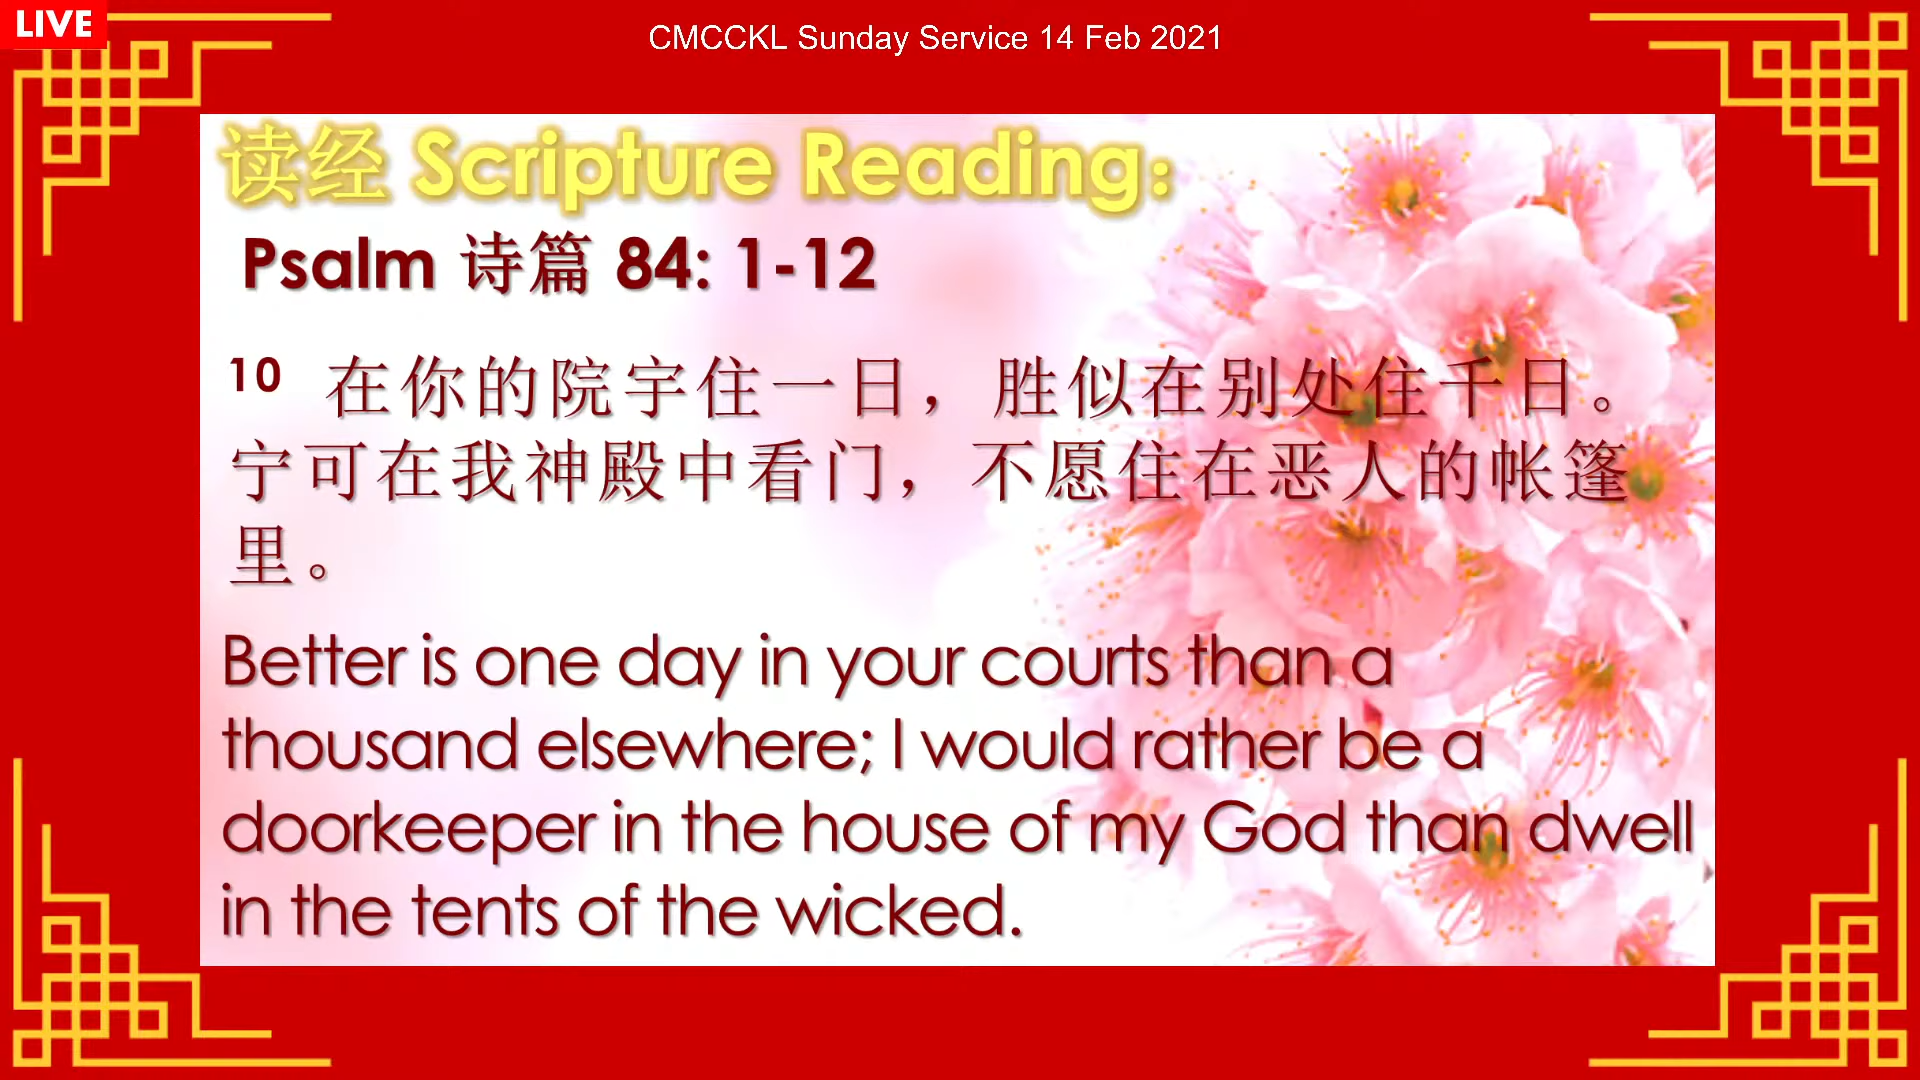 LIVE
CMCCKL Sunday Service 14 Feb 2021
读经 Scripture Reading:
Psalm 诗篇 84: 1-12
10 在你的院宇住一日，胜似在别处住千日。
宁可在我神殿中看门，不愿住在恶人的帐篷
里。
Better is one day in your courts than a
thousand elsewhere; I would rather be a
doorkeeper in the house of my God than dwell
in the tents of the wicked.